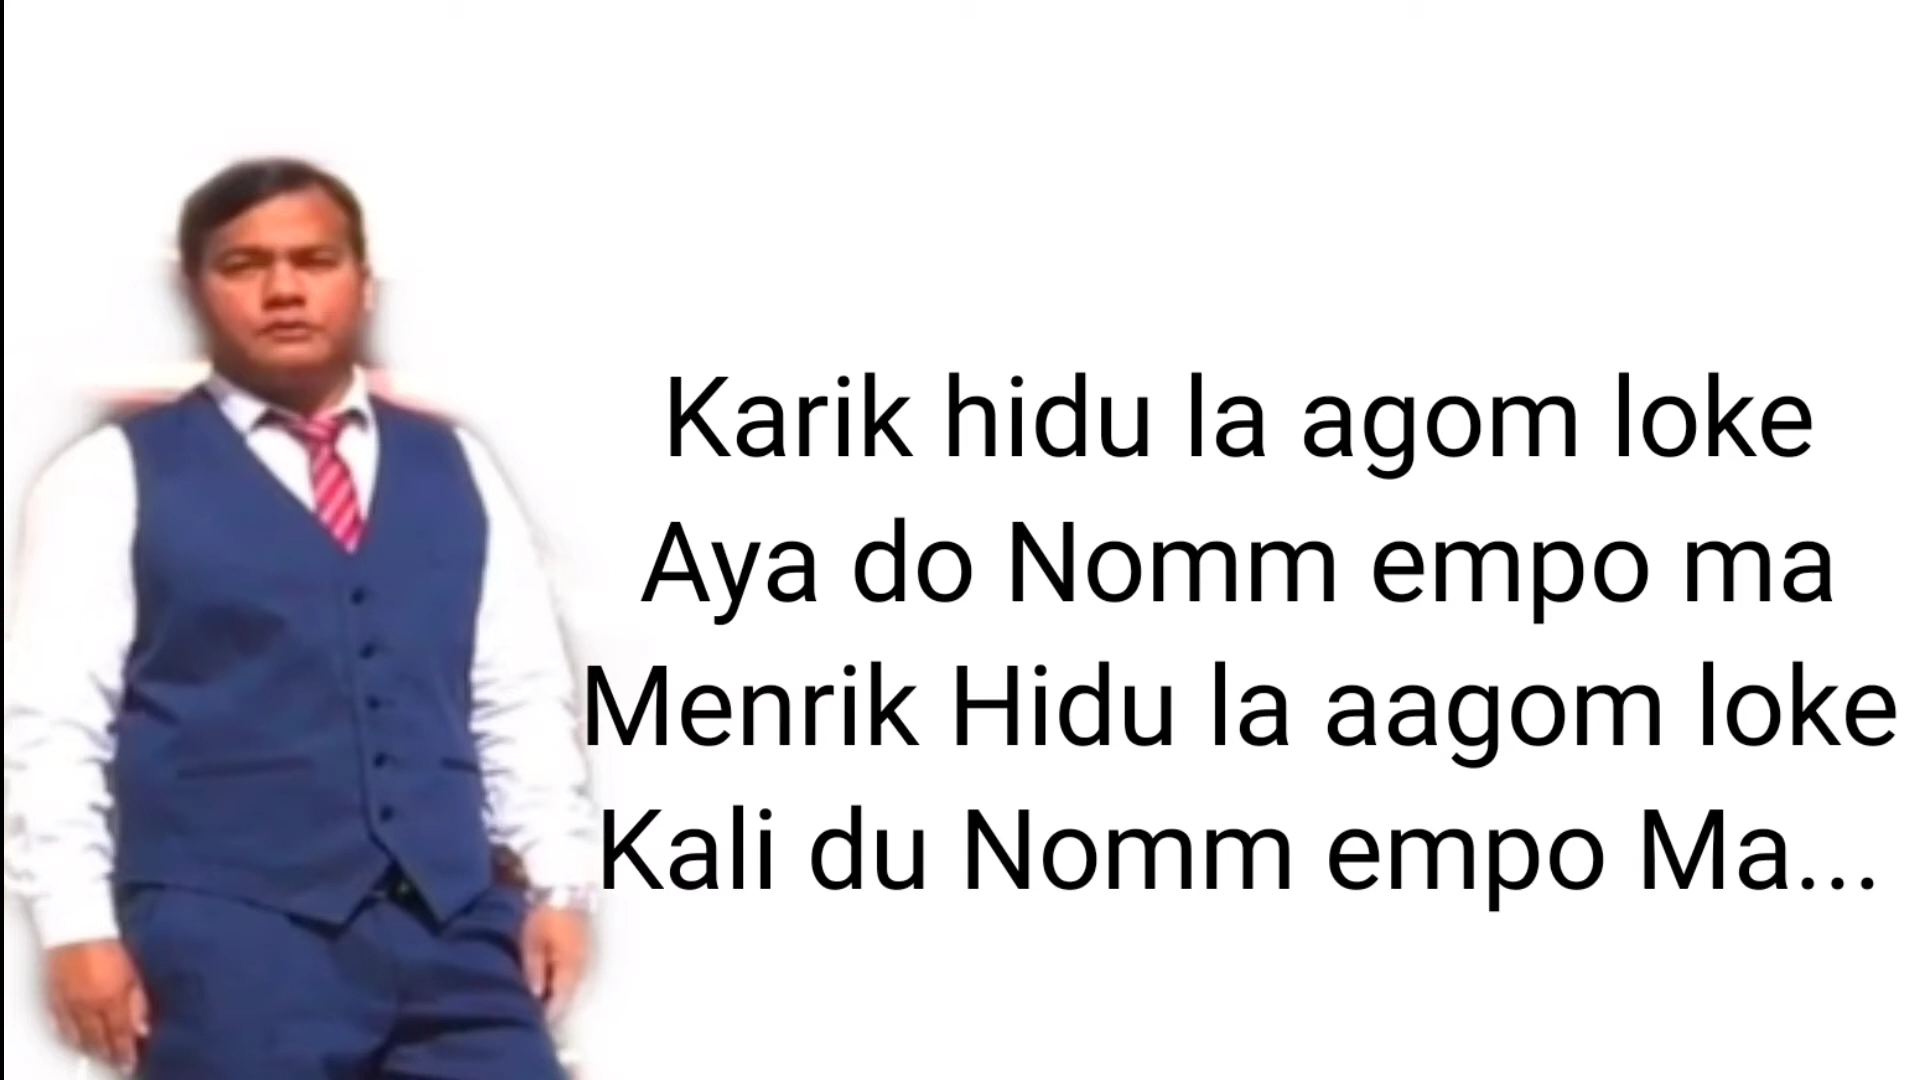 Karik hidu la agom loke
Aya do Nomm empo ma
Menrik Hidu la aagom loke
Kali du Nomm empo Ma...